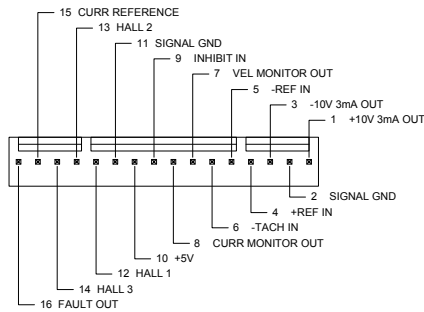 15 CURR REFERENCE
13 HALL 2
11 SIGNAL GND
9 INHIBIT IN
7 VEL MONITOR OUT
5 -REF IN
3 -10V 3mA OUT
1 +10V 3mA OUT
2 SIGNAL GND
4 +REF IN
6 -TACH IN
8 CURR MONITOR OUT
10 +5V
12 HALL 1
14 HALL 3
16 FAULT OUT